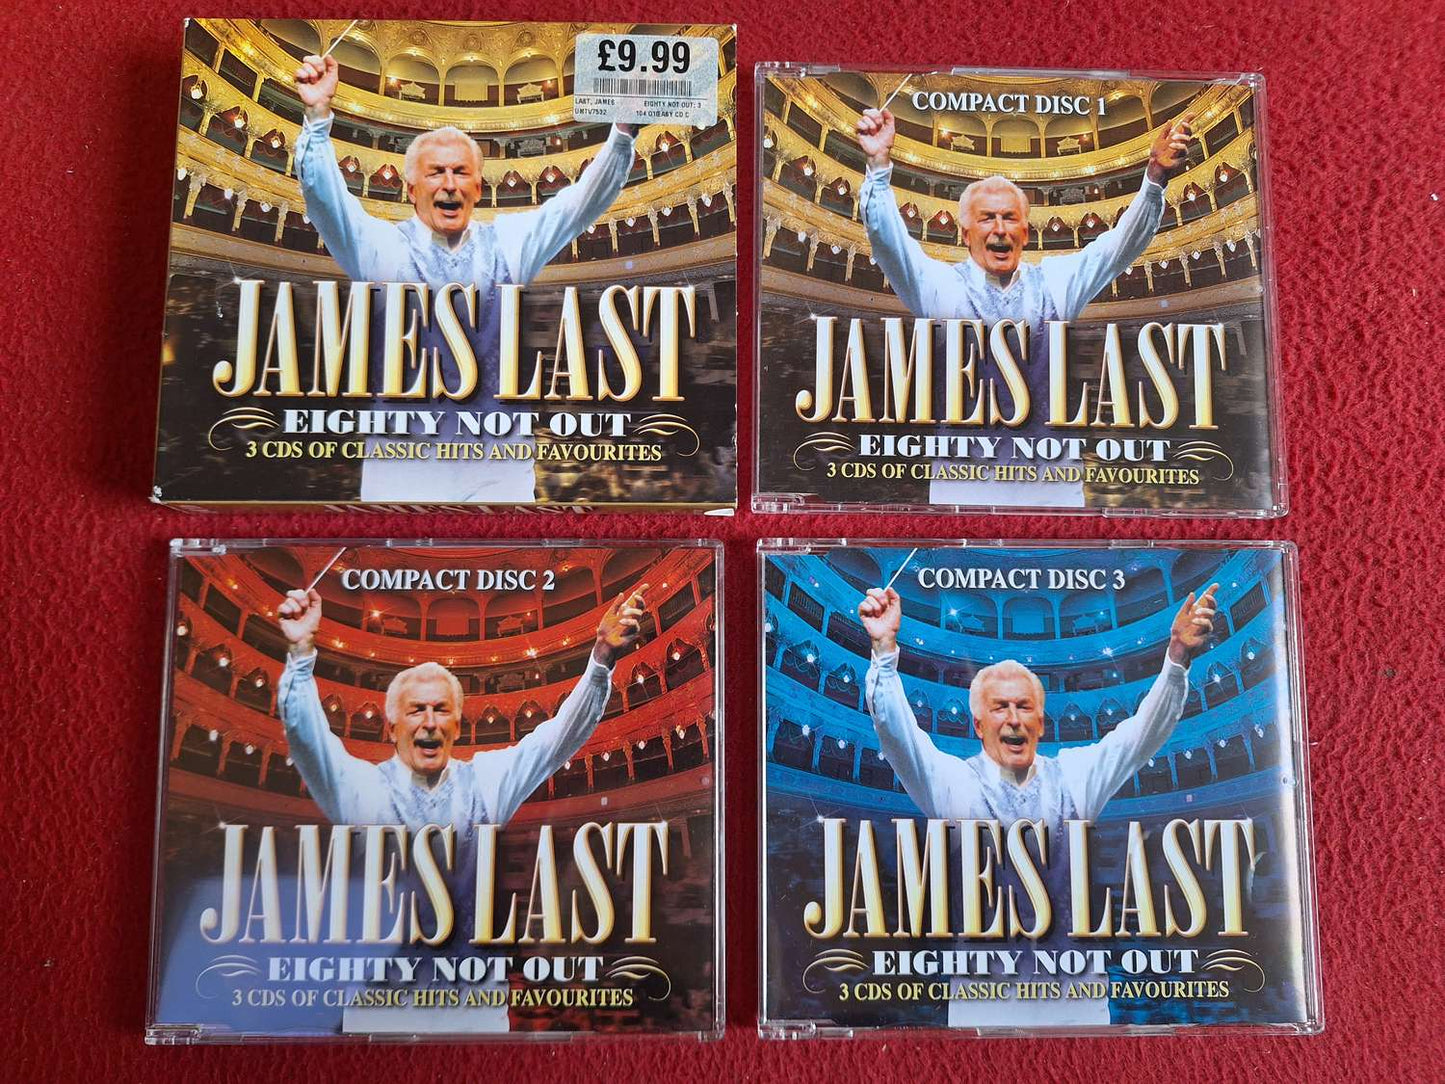 £9.99
LAST, JAMES EIGHTY NOT OUT: 3
UMTV7532
JAMES LAST
EIGHTY NOT OUT
3 CDS OF CLASSIC HITS AND FAVOURITES
JAMES LAST
COMPACT DISC 1
JAMES LAST
EIGHTY NOT OUT
3 CDS OF CLASSIC HITS AND FAVOURITES
COMPACT DISC 2
JAMES LAST
EIGHTY NOT OUT
3 CDS OF CLASSIC HITS AND FAVOURITES
COMPACT DISC 3
JAMES LAST
EIGHTY NOT OUT
3 CDS OF CLASSIC HITS AND FAVOURITES